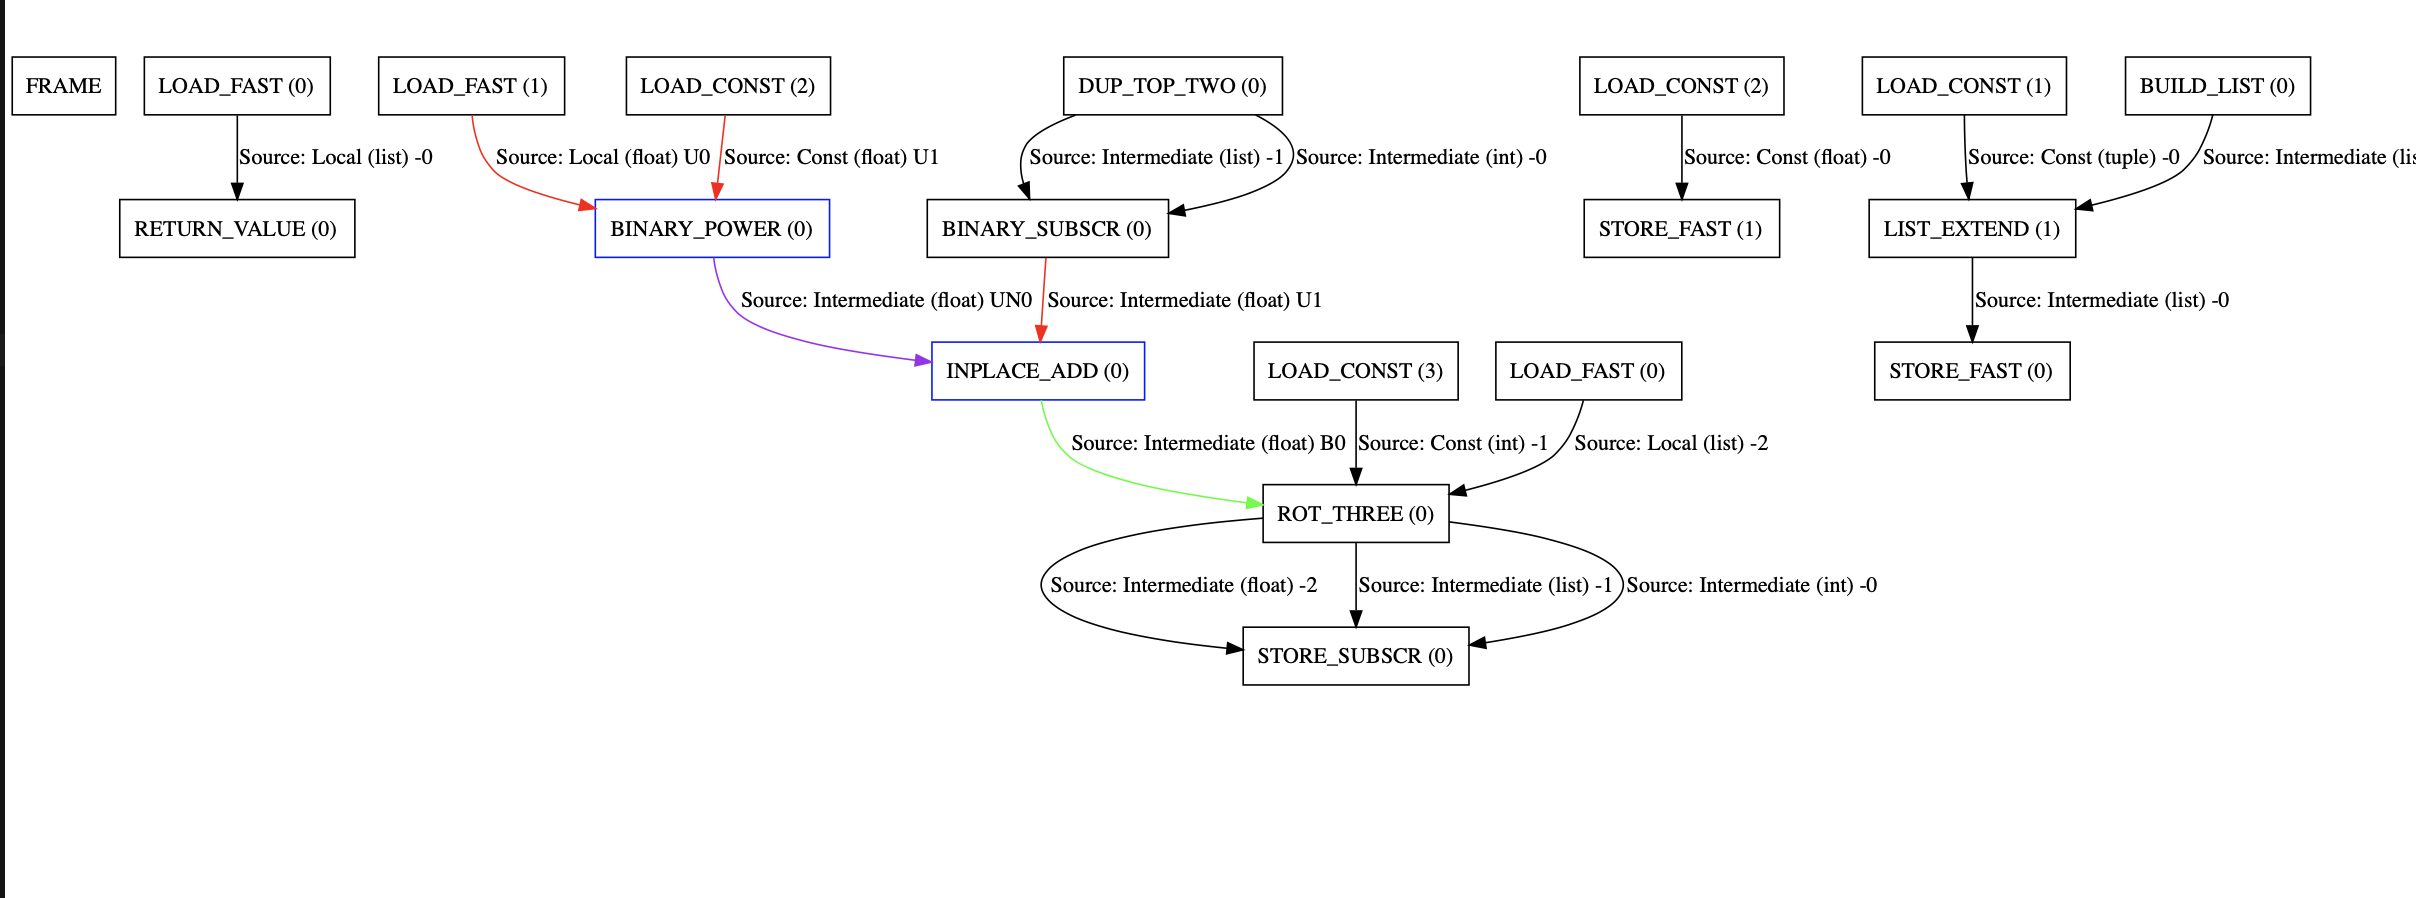 FRAME
LOAD_FAST (0)
LOAD_FAST (1)
LOAD_CONST (2)
DUP_TOP_TWO (0)
LOAD_CONST (2)
LOAD_CONST (1)
BUILD_LIST (0)
Source: Local (list) -0
Source: Local (float) U0
Source: Const (float) U1
Source: Intermediate (list) -1
Source: Intermediate (int) -0
Source: Const (float) -0
Source: Const (tuple) -0
Source: Intermediate
RETURN_VALUE (0)
BINARY_POWER (0)
BINARY_SUBSCR (0)
STORE_FAST (1)
LIST_EXTEND (1)
Source: Intermediate (float) UN0
Source: Intermediate (float) U1
Source: Intermediate (list) -0
INPLACE_ADD (0)
LOAD_CONST (3)
LOAD_FAST (0)
STORE_FAST (0)
Source: Intermediate (float) B0
Source: Const (int) -1
Source: Local (list) -2
ROT_THREE (0)
Source: Intermediate (float) -2
Source: Intermediate (list) -1
Source: Intermediate (int) -0
STORE_SUBSCR (0)